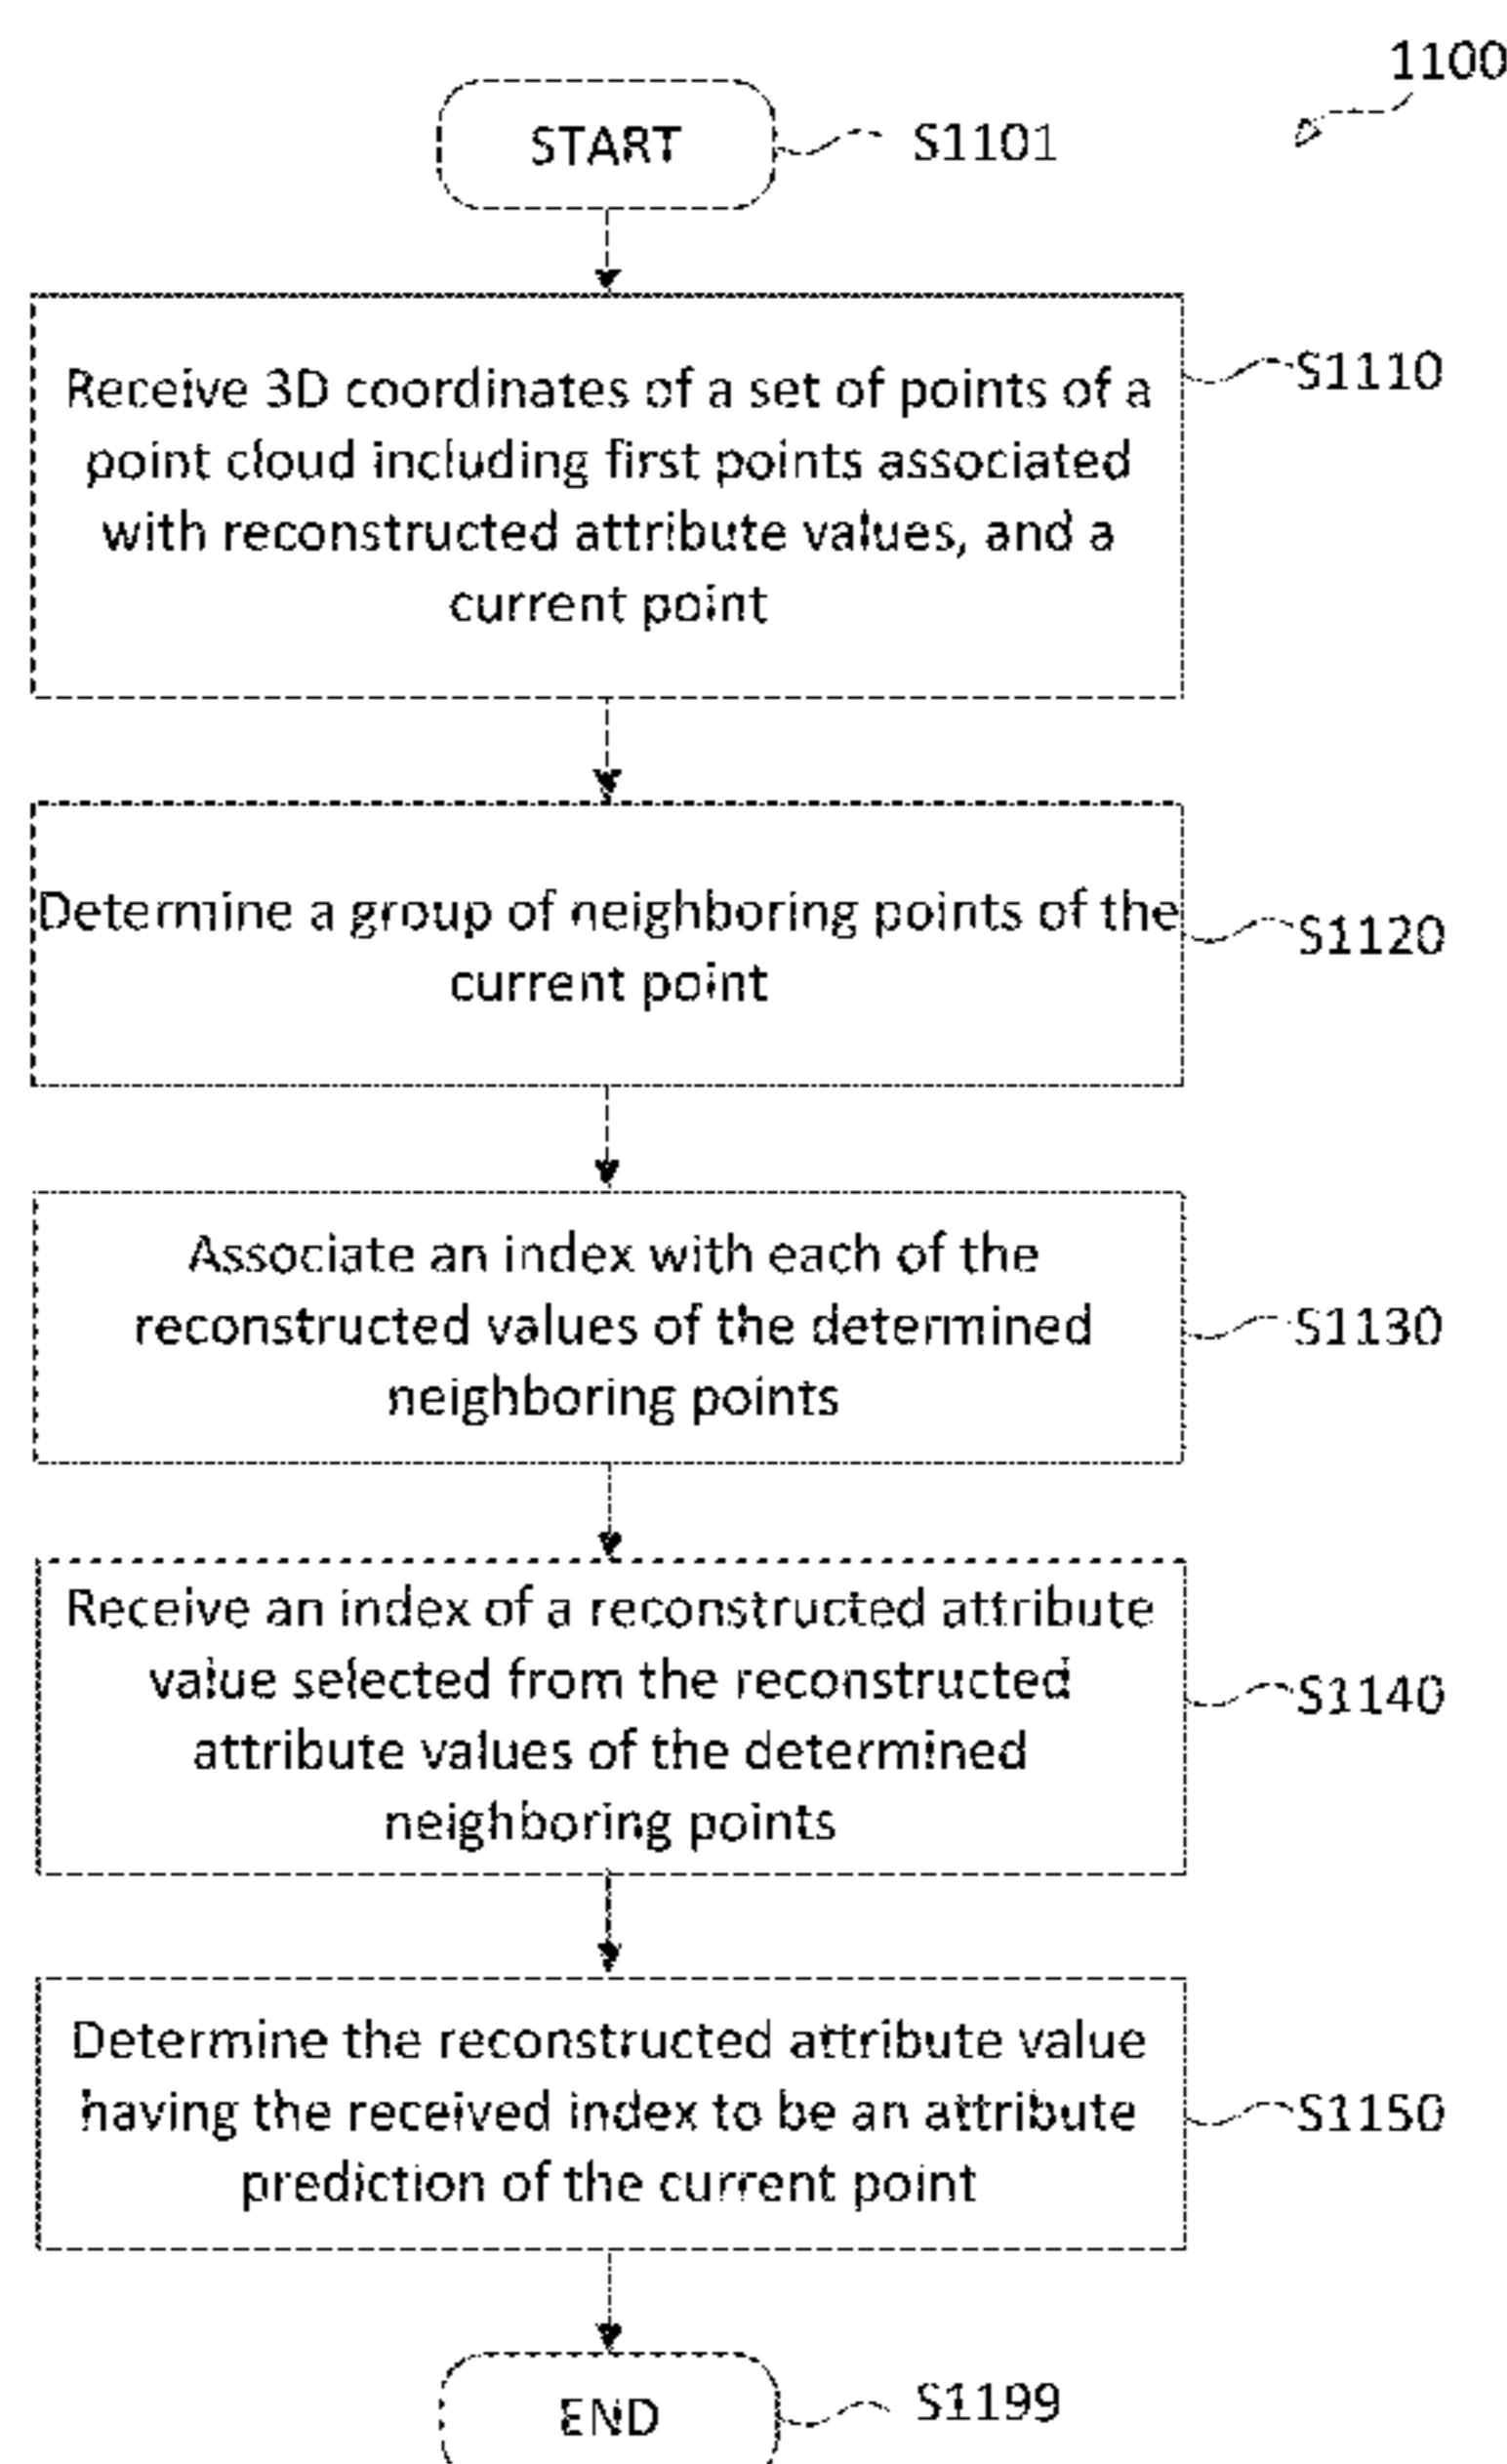 1100
START
S1101
Receive 3D coordinates of a set of points of a
point cloud including first points associated
with reconstructed attribute values, and a
current point
S1110
Determine a group of neighboring points of the
current point
S1120
Associate an index with each of the
reconstructed values of the determined
neighboring points
S1130
Receive an index of a reconstructed attribute
value selected from the reconstructed
attribute values of the determined
neighboring points
S1140
Determine the reconstructed attribute value
having the received index to be an attribute
prediction of the current point
S1150
END
S1199